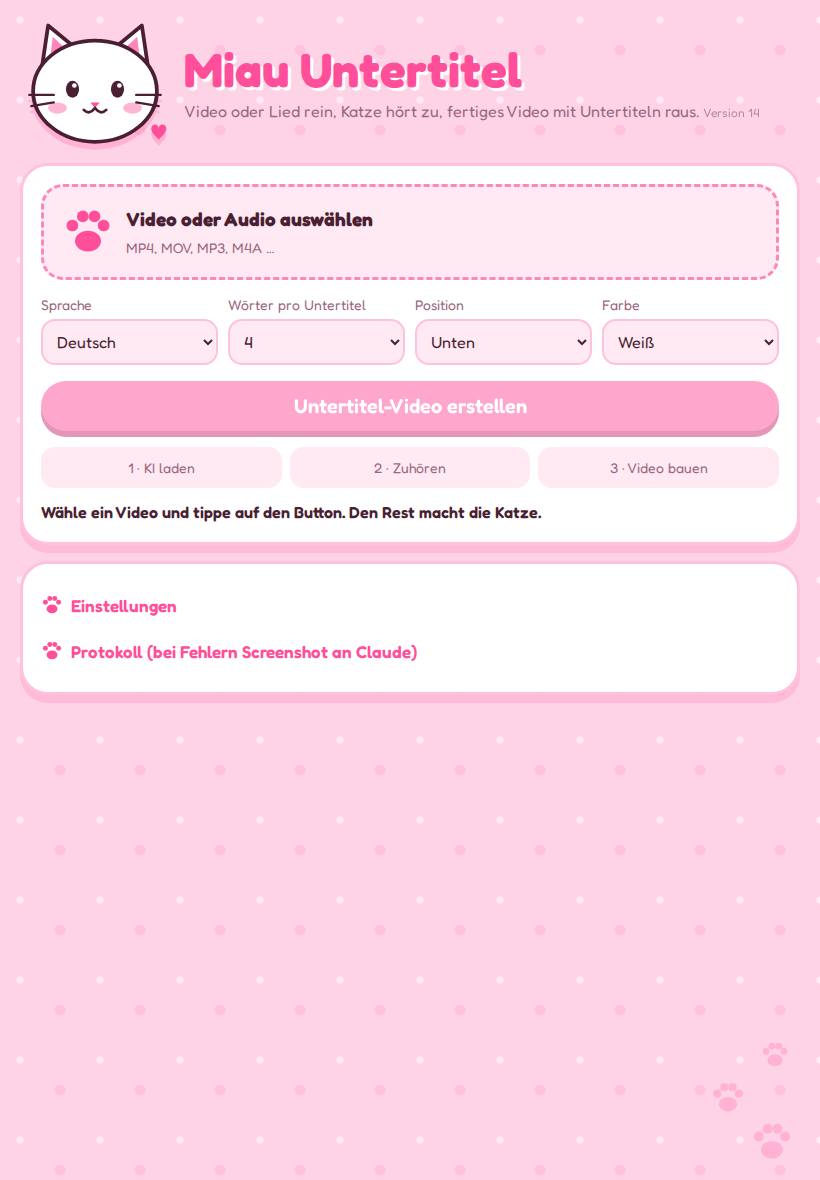 Miau Untertitel
Video oder Lied rein, Katze hört zu, fertiges Video mit Untertiteln raus. Version 14
Video oder Audio auswählen
MP4, MOV, MP3, M4A ...
Sprache Wörter pro Untertitel Position Farbe
Deutsch 4 Unten Weiß
Untertitel-Video erstellen
1 · KI laden 2 · Zuhören 3 · Video bauen
Wähle ein Video und tippe auf den Button. Den Rest macht die Katze.
Einstellungen
Protokoll (bei Fehlern Screenshot an Claude)